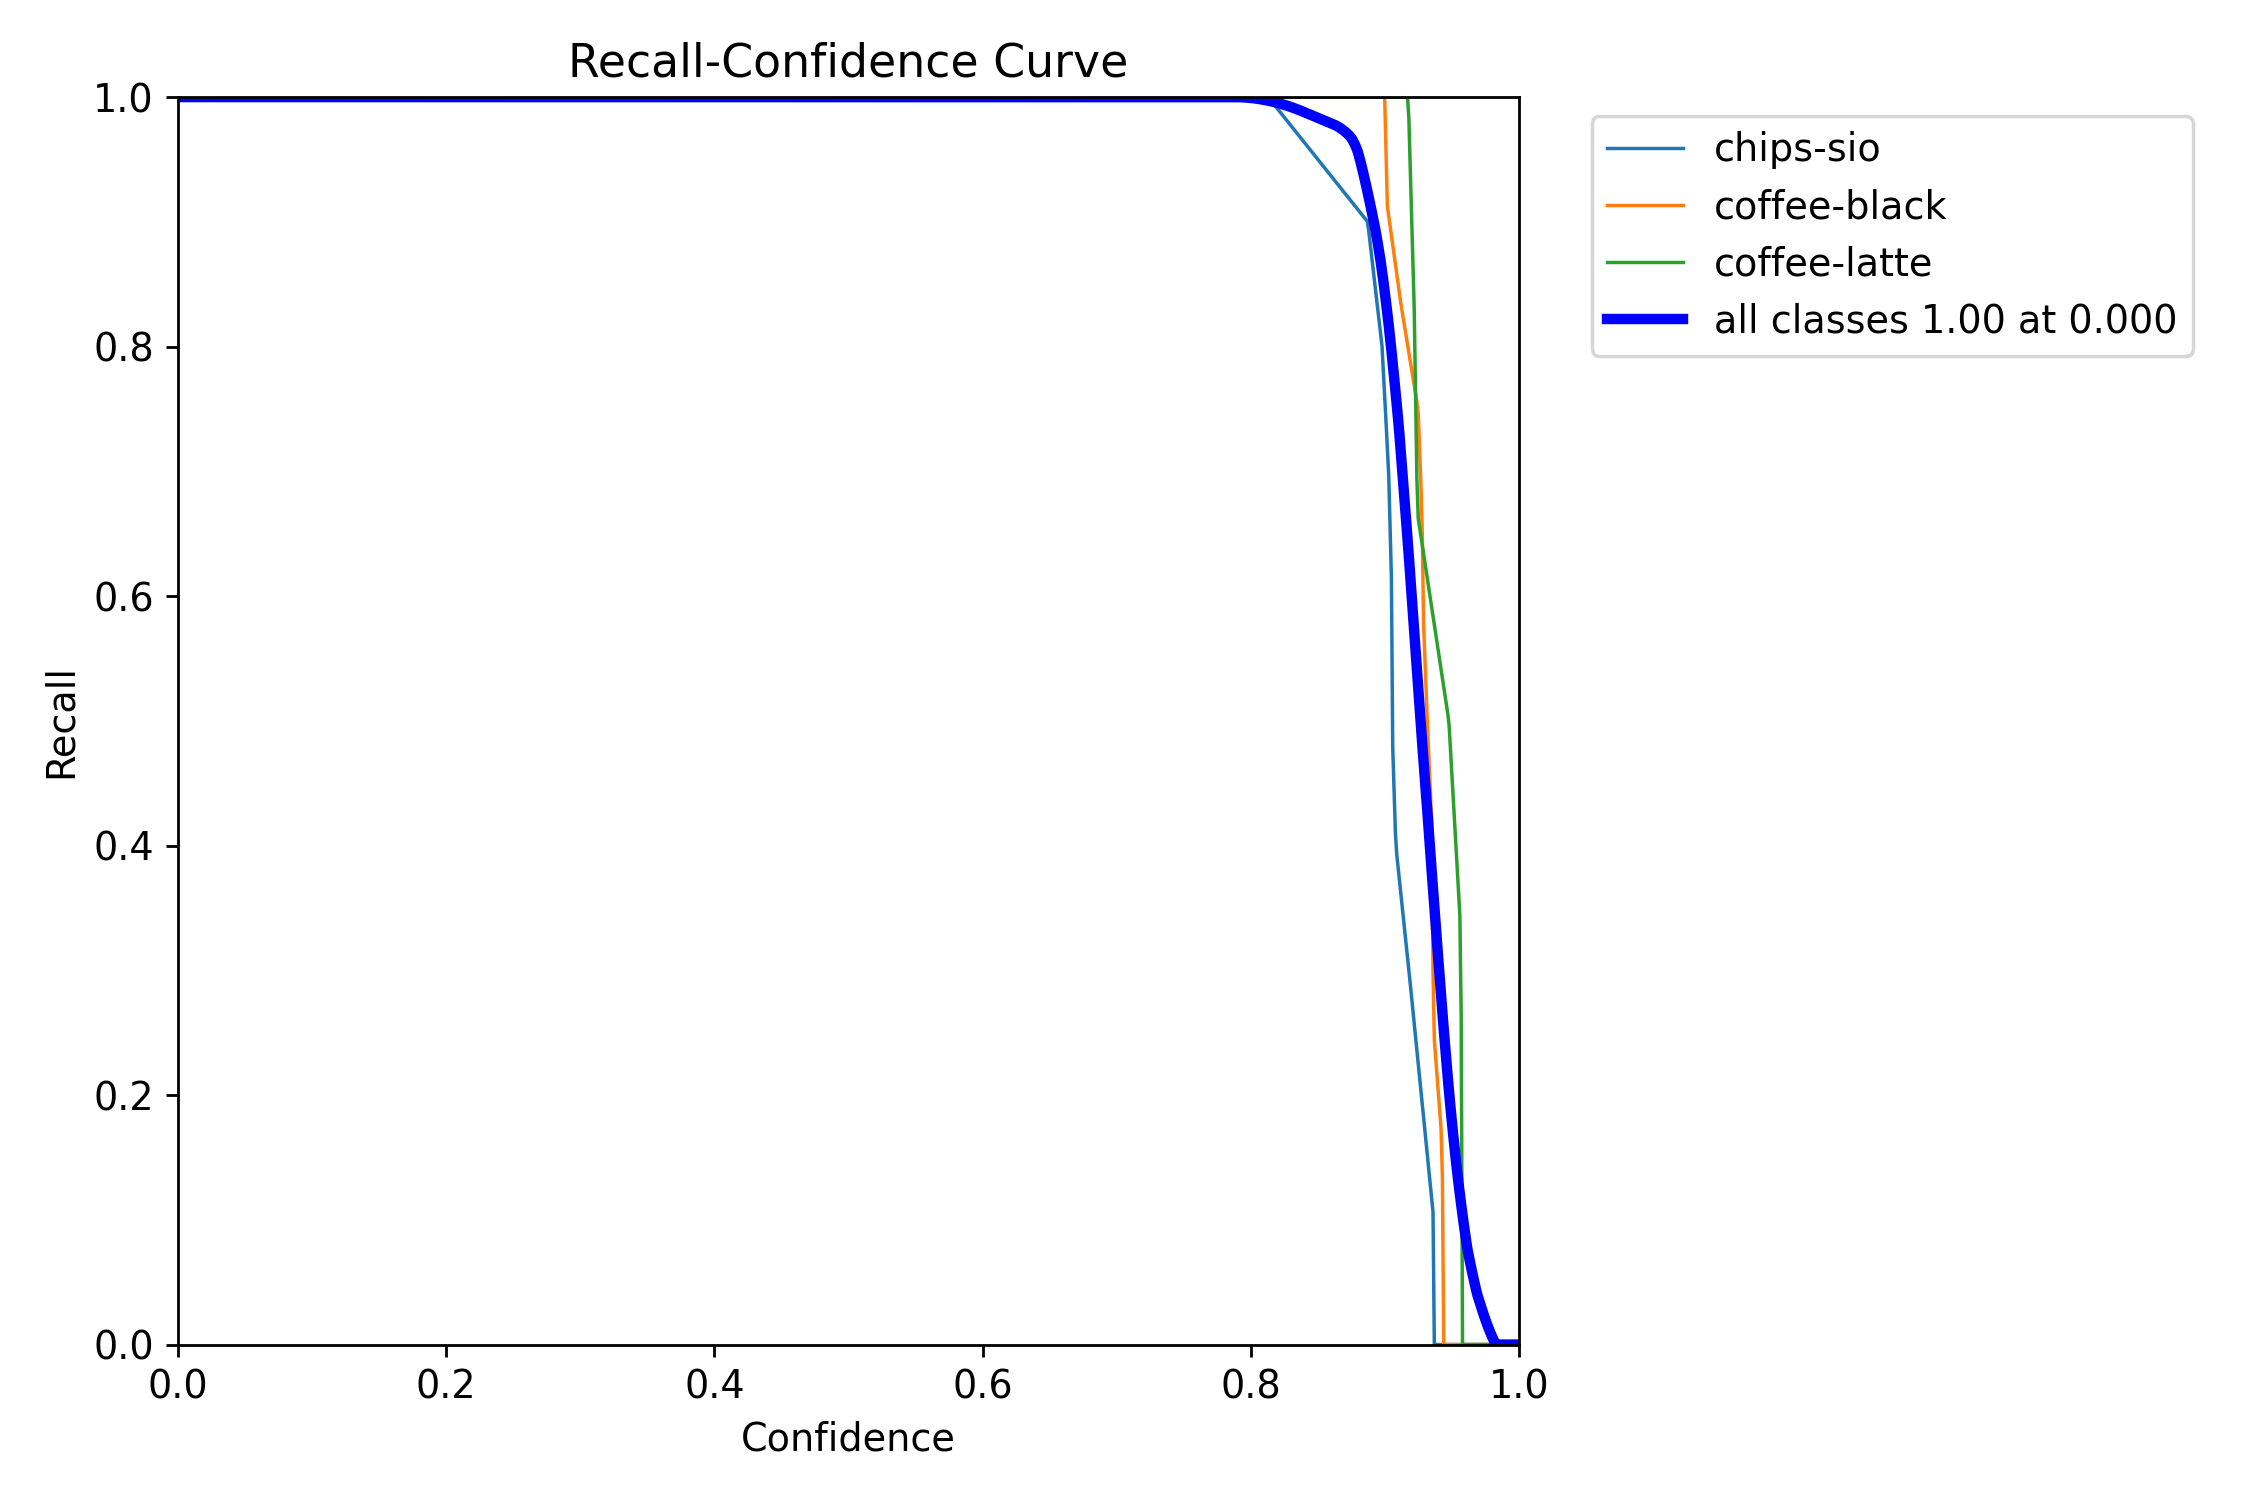 Recall-Confidence Curve
1.0
0.8
0.6
0.4
0.2
0.0
Recall
0.0 0.2 0.4 0.6 0.8 1.0
Confidence
chips-sio
coffee-black
coffee-latte
all classes 1.00 at 0.000